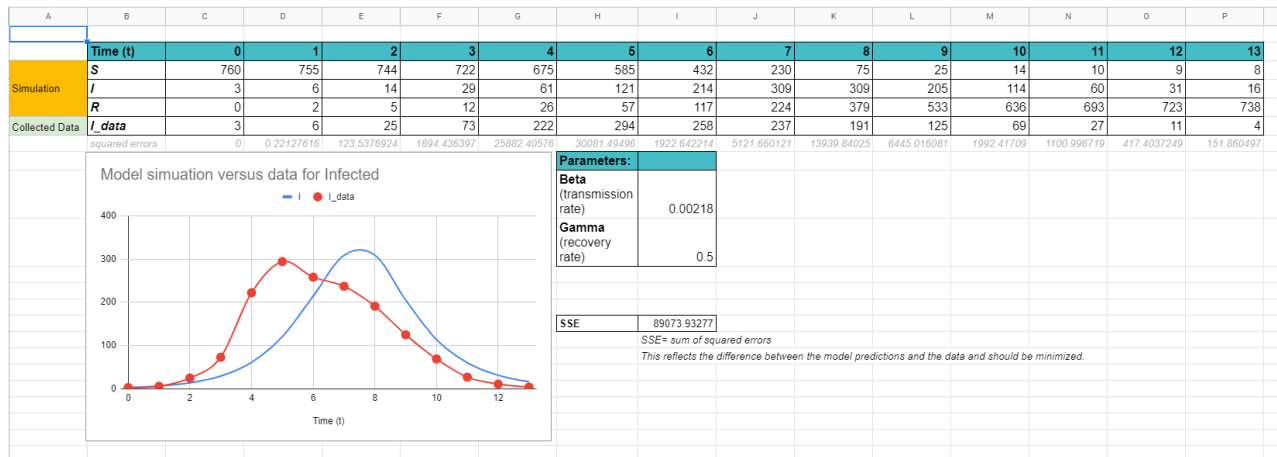 A B C D E F G H I J K L M N O P
Time (t) 0 1 2 3 4 5 6 7 8 9 10 11 12 13
S 760 755 744 722 675 585 432 230 75 25 14 10 9 8
Simulation I 3 6 14 29 61 121 214 309 309 205 114 60 31 16
R 0 2 5 12 26 57 117 224 379 533 636 693 723 738
Collected Data I_data 3 6 25 73 222 294 258 237 191 125 69 27 11 4
squared errors 0 0.22127616 123.5376924 1894.436397 25882.40576 30081.49496 1922.642214 5121.660121 13939.84025 6445.016081 1992.41709 1100.996719 417.4037249 151.860497
Model simuation versus data for Infected
I I_data
400
300
200
100
0
0 2 4 6 8 10 12
Time (t)
Parameters:
Beta
(transmission
rate) 0.00218
Gamma
(recovery
rate) 0.5
SSE 89073.93277
SSE= sum of squared errors
This reflects the difference between the model predictions and the data and should be minimized.